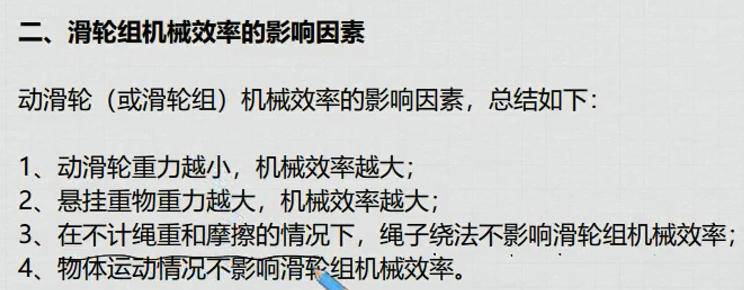 二、滑轮组机械效率的影响因素
动滑轮（或滑轮组）机械效率的影响因素，总结如下：
1、动滑轮重力越小，机械效率越大；
2、悬挂重物重力越大，机械效率越大；
3、在不计绳重和摩擦的情况下，绳子绕法不影响滑轮组机械效率；
4、物体运动情况不影响滑轮组机械效率。